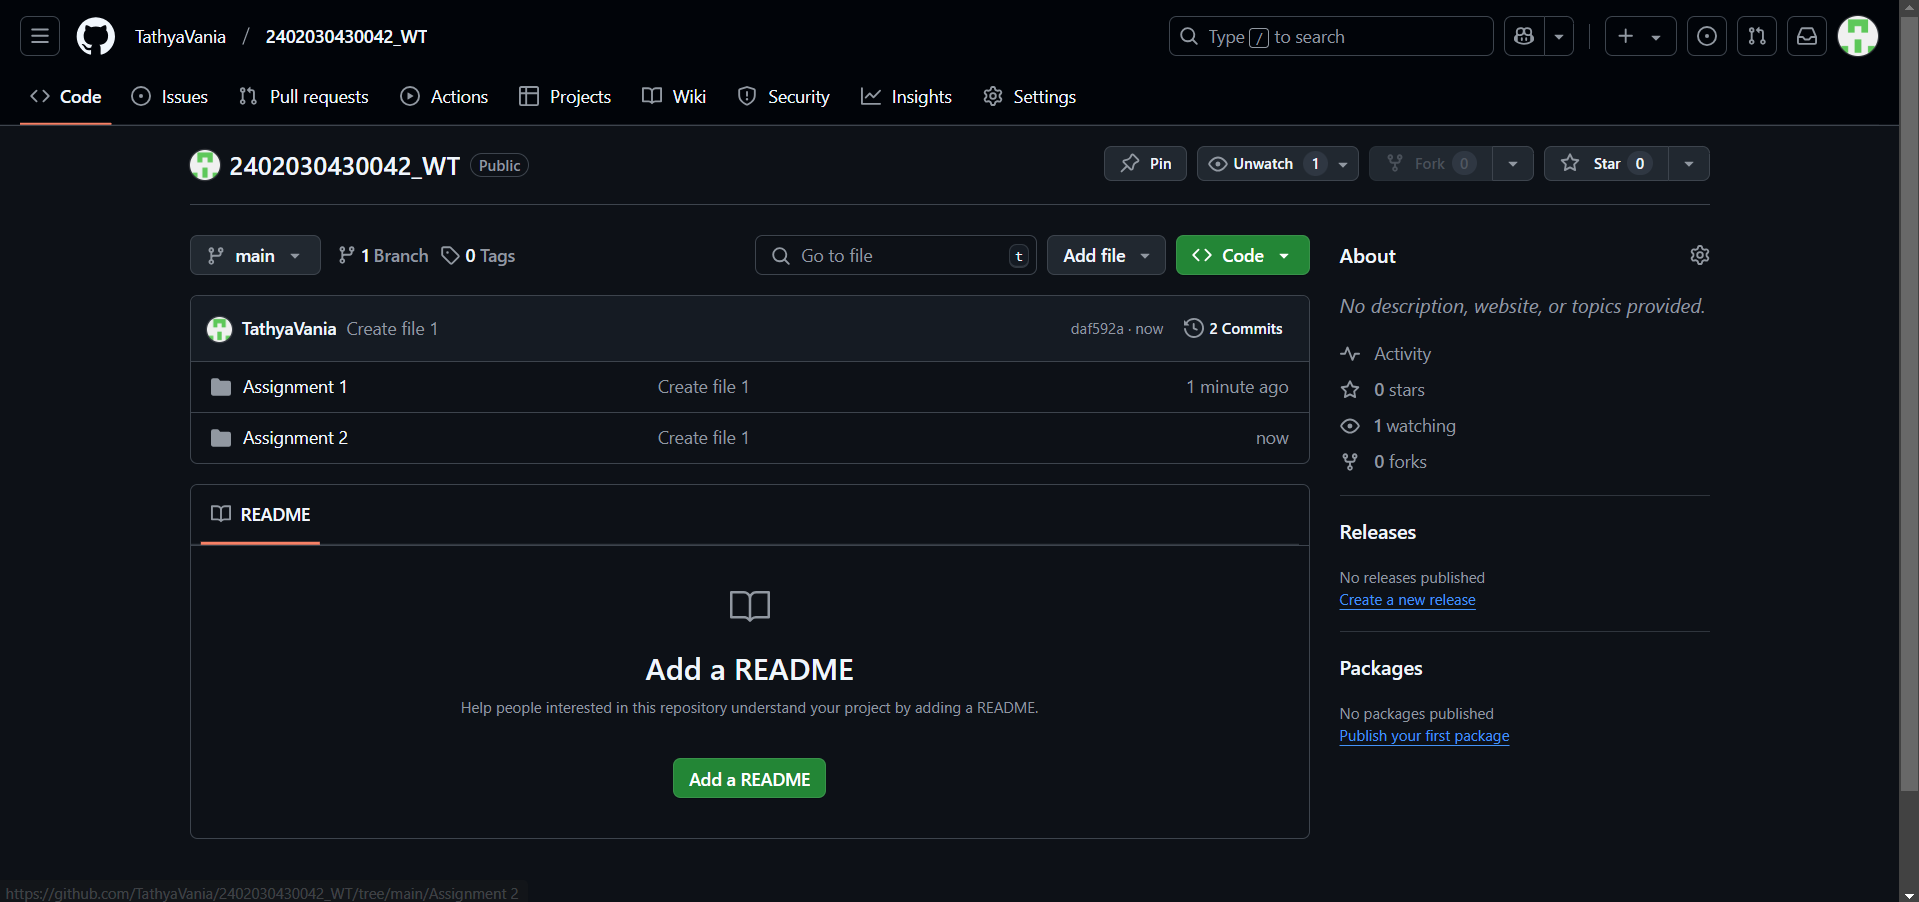 TathyaVania / 2402030430042_WT
Type / to search
Code Issues Pull requests Actions Projects Wiki Security Insights Settings
2402030430042_WT Public
Pin Unwatch 1 Fork 0 Star 0
main 1 Branch 0 Tags
Go to file t Add file Code
TathyaVania Create file 1 daf592a · now 2 Commits
Assignment 1 Create file 1 1 minute ago
Assignment 2 Create file 1 now
README
Add a README
Help people interested in this repository understand your project by adding a README.
Add a README
About
No description, website, or topics provided.
Activity
0 stars
1 watching
0 forks
Releases
No releases published
Create a new release
Packages
No packages published
Publish your first package
https://github.com/TathyaVania/2402030430042_WT/tree/main/Assignment 2